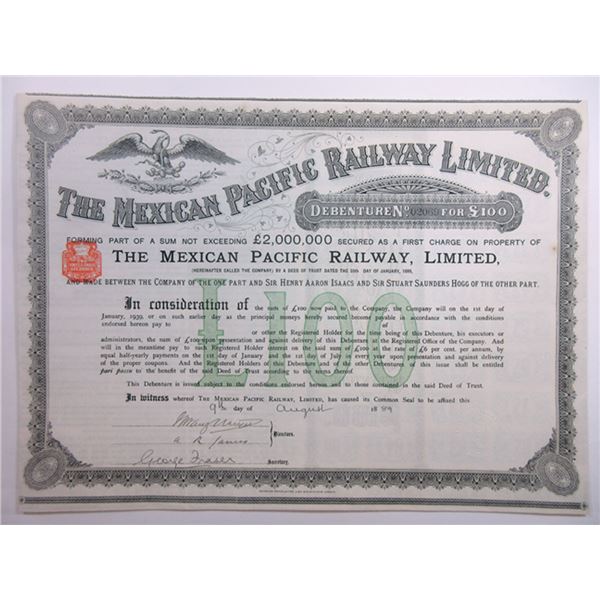 THE MEXICAN PACIFIC RAILWAY LIMITED.
DEBENTURE No 02069 FOR £100
FORMING PART OF A SUM NOT EXCEEDING £2,000,000 SECURED AS A FIRST CHARGE ON PROPERTY OF
THE MEXICAN PACIFIC RAILWAY, LIMITED,
(HEREINAFTER CALLED THE COMPANY;) BY A DEED OF TRUST DATED THE DAY OF JANUARY, 1889,
AND MADE BETWEEN THE COMPANY OF THE ONE PART AND SIR HENRY AARON ISAACS AND SIR STUART SAUNDERS HOGG OF THE OTHER PART.
£100
In consideration of the sum of £100 now paid to the Company, the Company will on the 1st day of
January, 1939, or on such earlier day as the principal moneys hereby secured become payable in accordance with the conditions
endorsed hereon pay to of
or other the Registered Holder for the time being of this Debenture, his executors or
administrators, the sum of £100 upon presentation and against delivery of this Debenture at the Registered Office of the Company. And
will in the meantime pay to such Registered Holder interest on the said sum of £100 at the rate of £6 per cent. per annum, by
equal half-yearly payments on the 1st day of January and the 1st day of July in every year upon presentation and against delivery
of the proper coupons. And the Registered Holders of this Debenture and of the other Debentures of this issue shall be entitled
pari passu to the benefit of the said Deed of Trust according to the tenor thereof.
This Debenture is issued subject to the conditions endorsed hereon and to those contained in the said Deed of Trust.
In witness whereof THE MEXICAN PACIFIC RAILWAY, LIMITED, has caused its Common Seal to be affixed this
9th day of August 1889
Directors.
George Fraser Secretary.